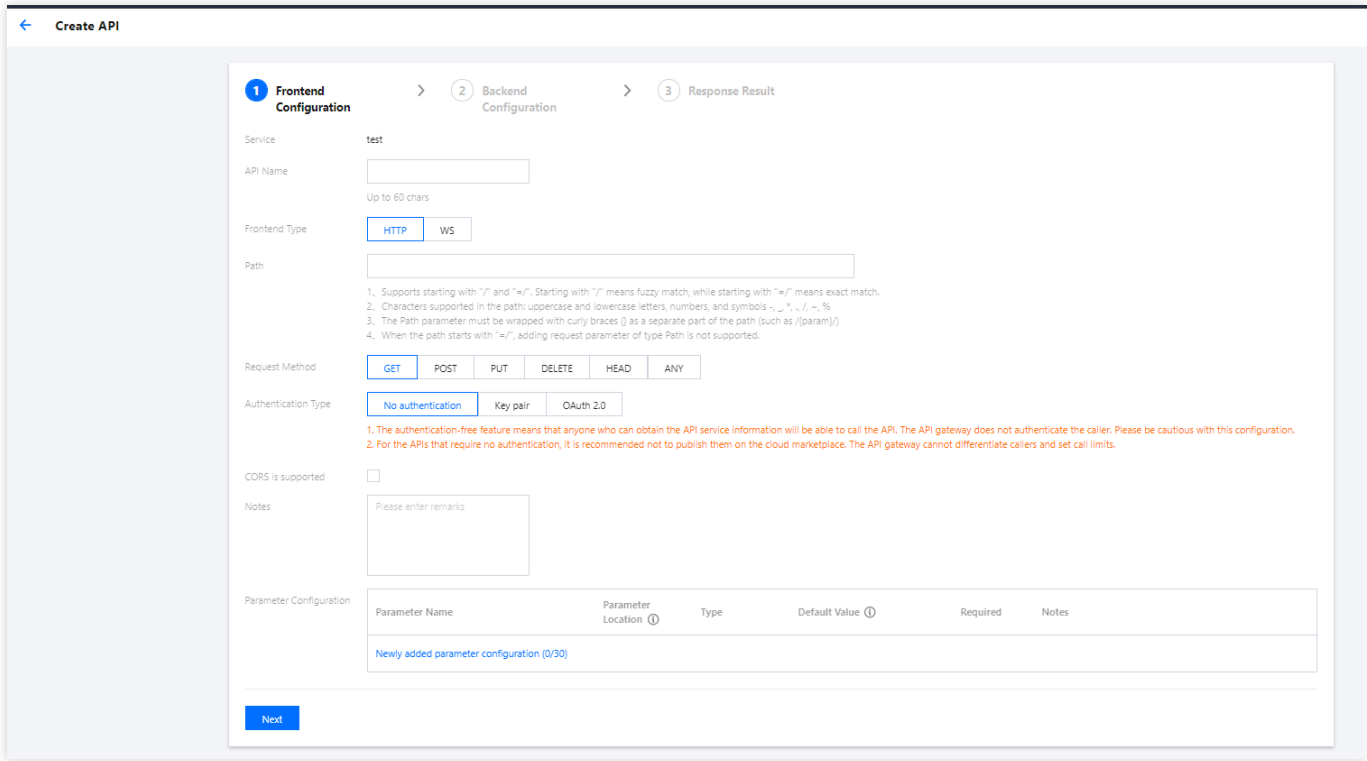 Create API
1 Frontend Configuration > 2 Backend Configuration > 3 Response Result
Service test
API Name
Up to 60 chars
Frontend Type HTTP WS
Path
1、Supports starting with "/" and "=/". Starting with "/" means fuzzy match, while starting with "=/" means exact match.
2、Characters supported in the path: uppercase and lowercase letters, numbers, and symbols -, _, *, ., /, ~, %
3、The Path parameter must be wrapped with curly braces {} as a separate part of the path (such as /{param}/)
4、When the path starts with "=/", adding request parameter of type Path is not supported.
Request Method GET POST PUT DELETE HEAD ANY
Authentication Type No authentication Key pair OAuth 2.0
1. The authentication-free feature means that anyone who can obtain the API service information will be able to call the API. The API gateway does not authenticate the caller. Please be cautious with this configuration.
2. For the APIs that require no authentication, it is recommended not to publish them on the cloud marketplace. The API gateway cannot differentiate callers and set call limits.
CORS is supported
Notes Please enter remarks
Parameter Configuration
Parameter Name Parameter Location Type Default Value Required Notes
Newly added parameter configuration (0/30)
Next